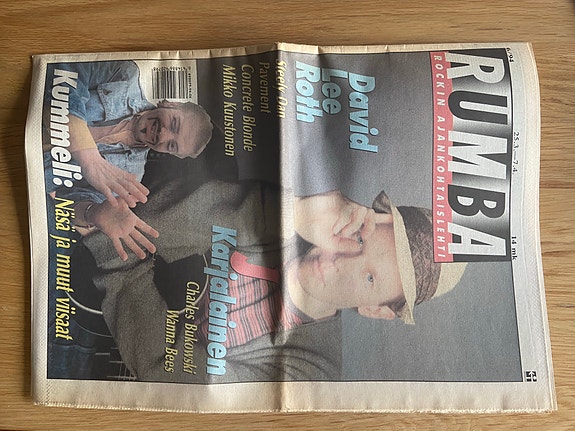 6/94
25.3. – 7.4.
14 mk
RUMBA
ROCKIN AJANKOHTAISLEHTI
David
Lee
Roth
Steely Dan
Pavement
Concrete Blonde
Mikko Kuustonen
J
Karjalainen
Charles Bukowski
Wanna Bees
Kummeli: Näsä ja muut viisaat